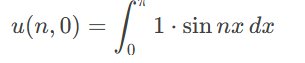 u(n, 0) = ∫₀^π 1 · sin nx dx